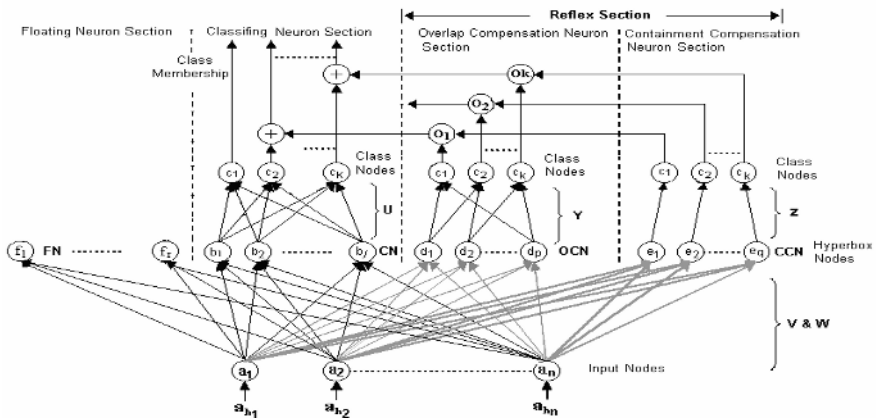 Reflex Section
Floating Neuron Section
Classifing Neuron Section
Overlap Compensation Neuron
Section
Containment Compensation
Neuron Section
Class
Membership
+
Ok
O2
+
O1
Class
Nodes
Class
Nodes
Class
Nodes
c1 c2 ck
c1 c2 ck
c1 c2 ck
U
Y
Z
f1 FN fr b1 b2 bj CN d1 d2 dp OCN e1 e2 eq CCN
Hyperbox
Nodes
V & W
a1 a2 an
Input Nodes
ah1 ah2 ahn